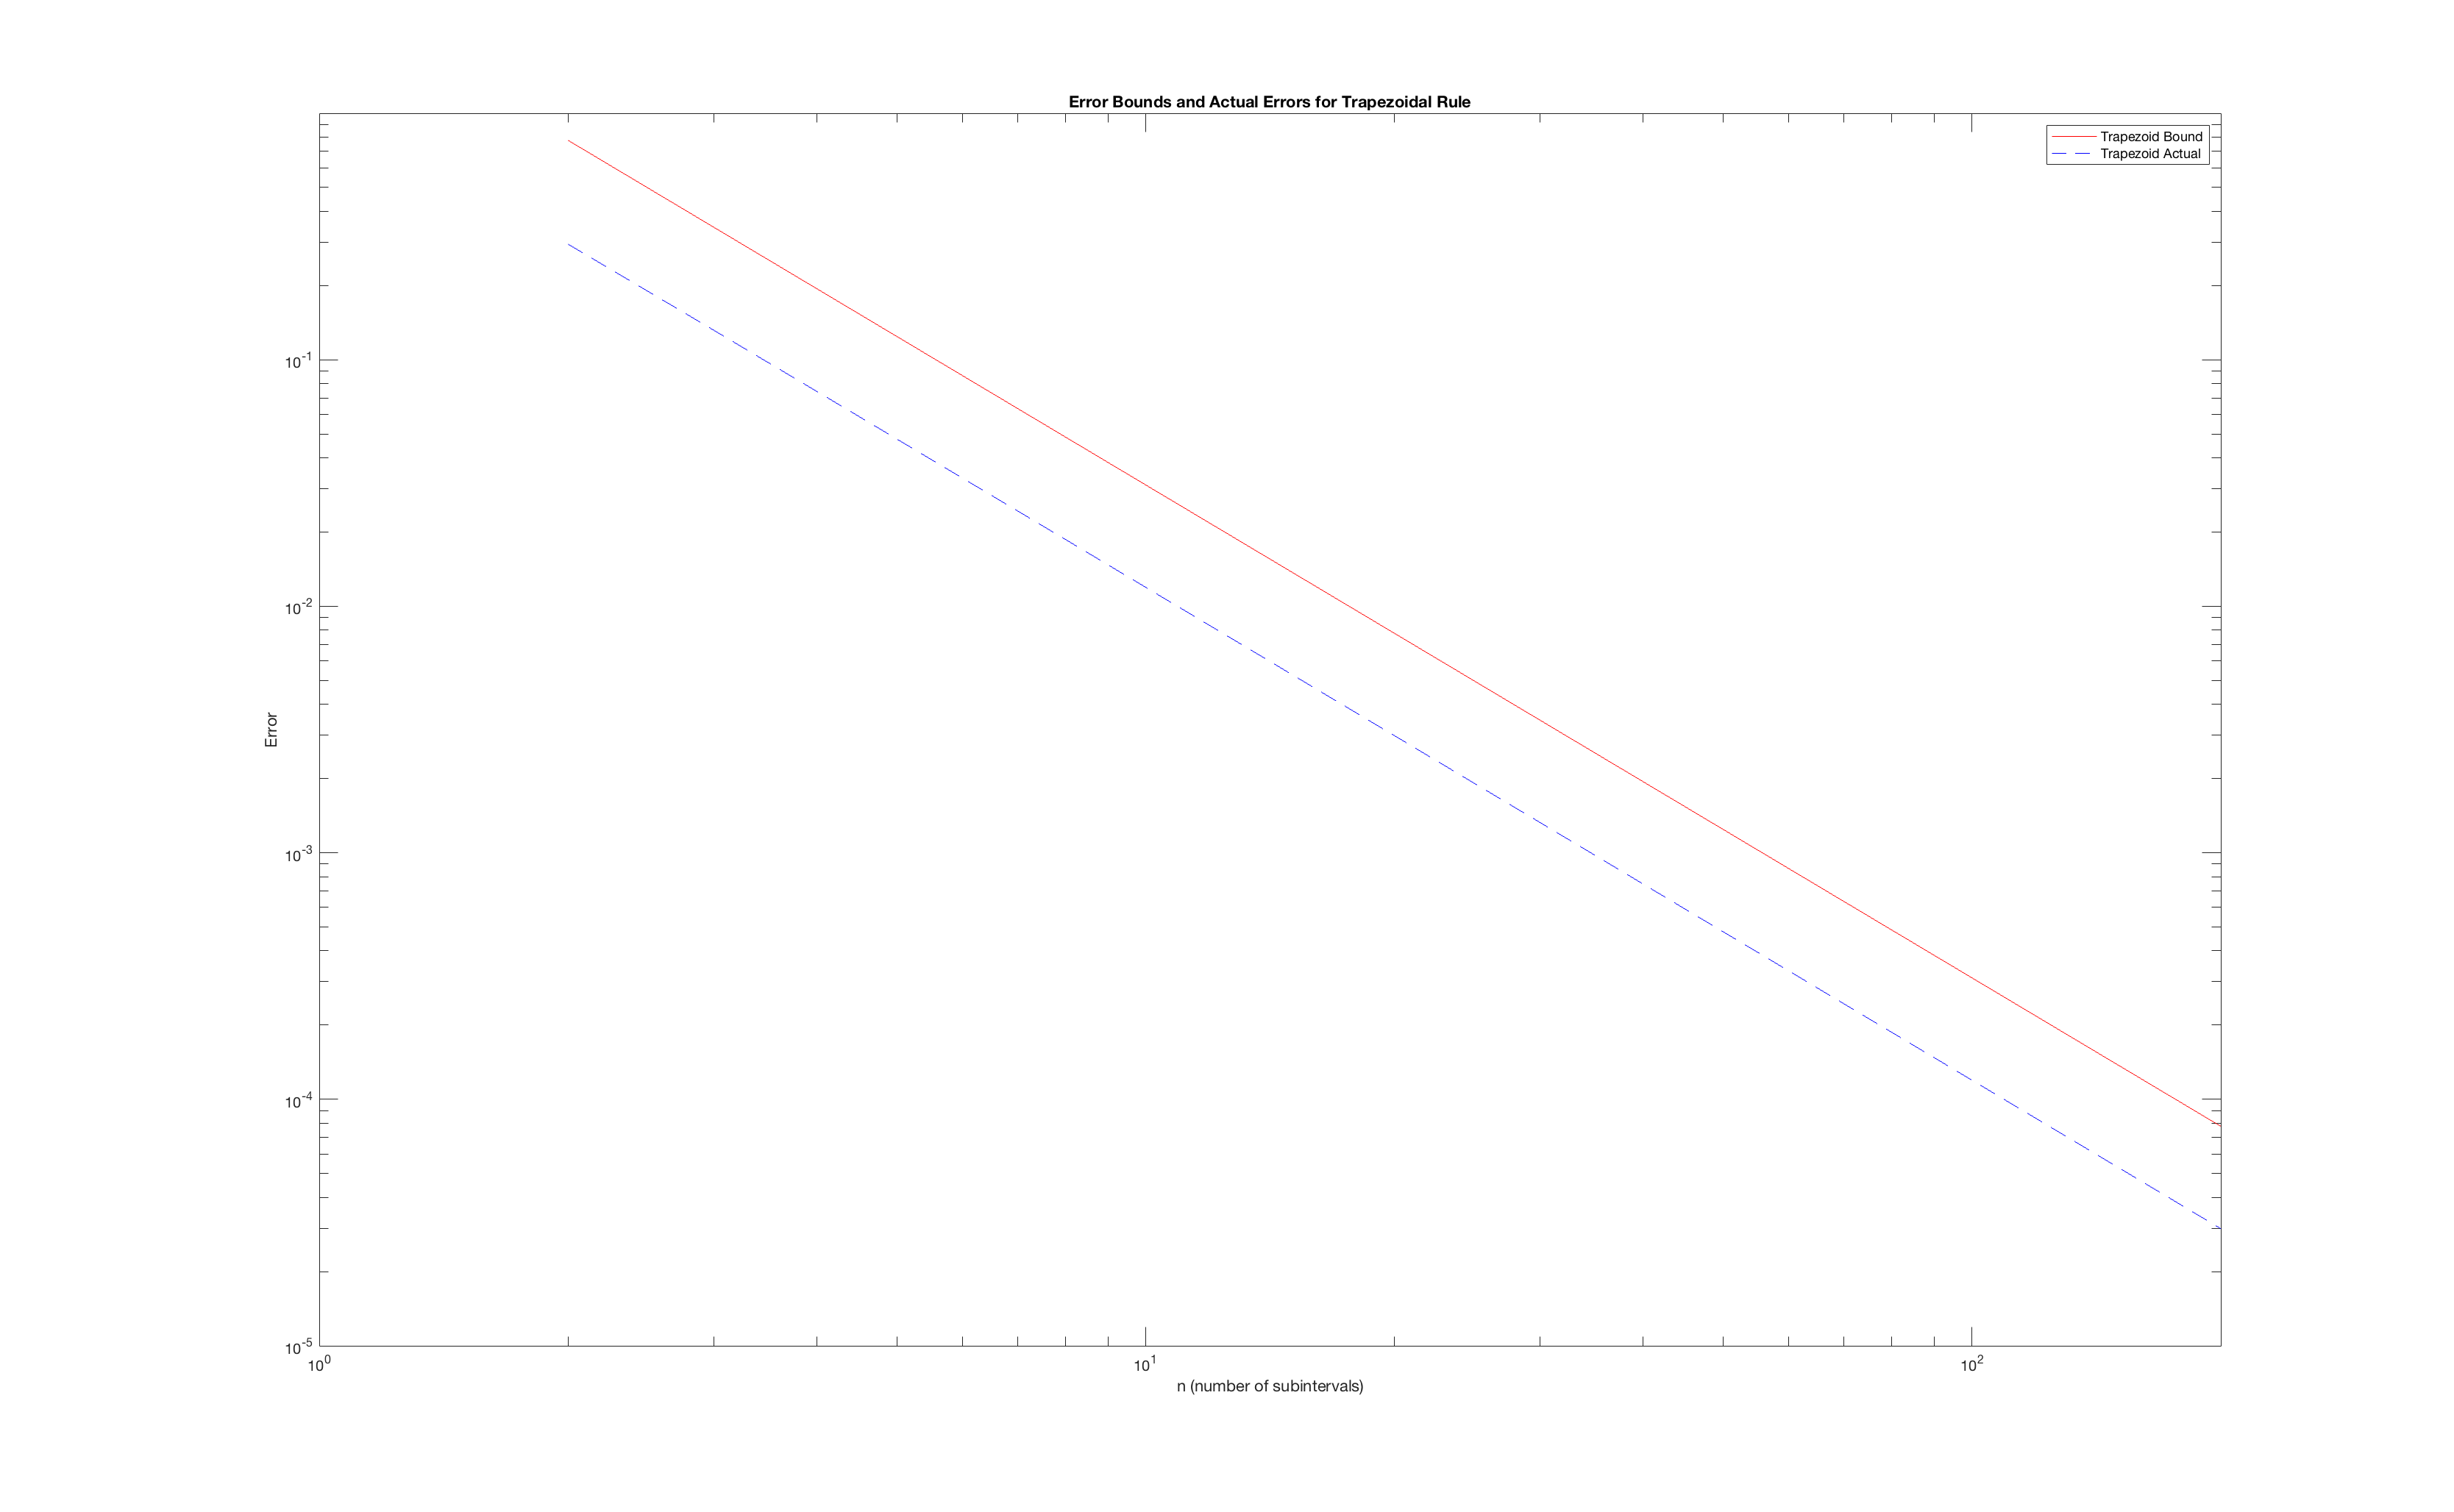 Error Bounds and Actual Errors for Trapezoidal Rule
Trapezoid Bound
Trapezoid Actual
10^-1
10^-2
10^-3
10^-4
10^-5
Error
10^0
10^1
10^2
n (number of subintervals)